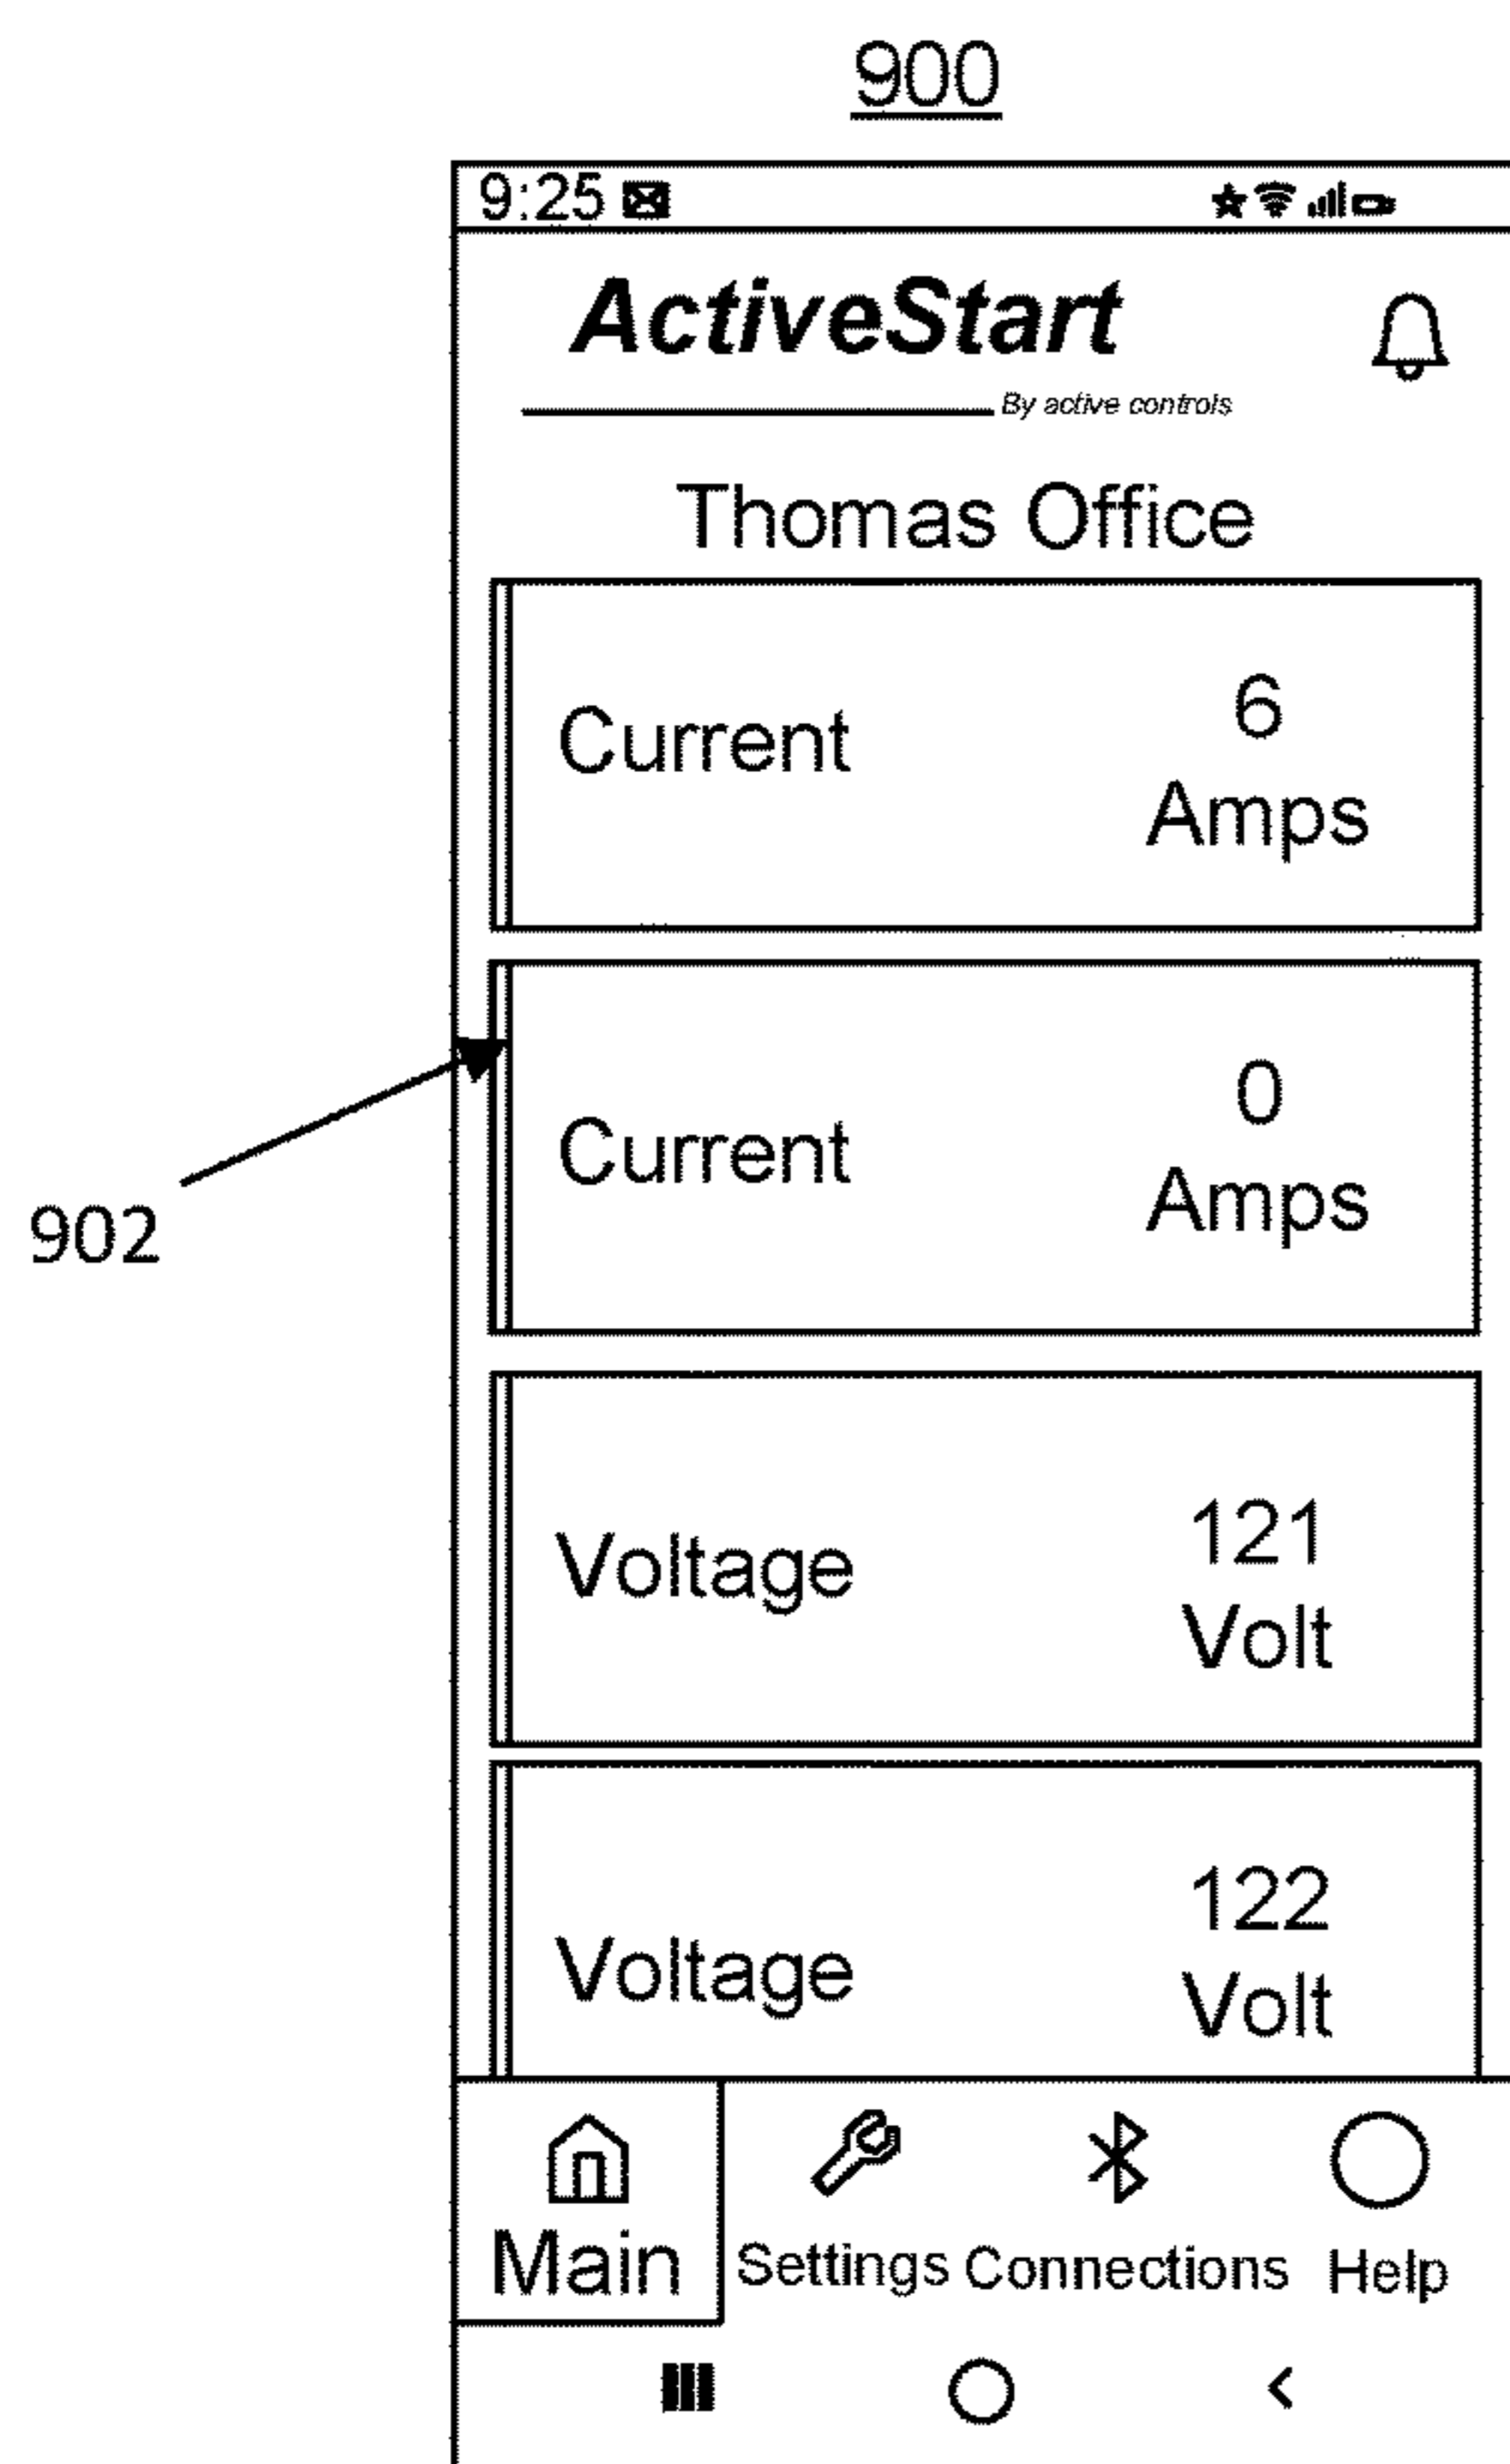 900
9:25
ActiveStart
By active controls
Thomas Office
Current
6
Amps
Current
0
Amps
902
Voltage
121
Volt
Voltage
122
Volt
Main Settings Connections Help